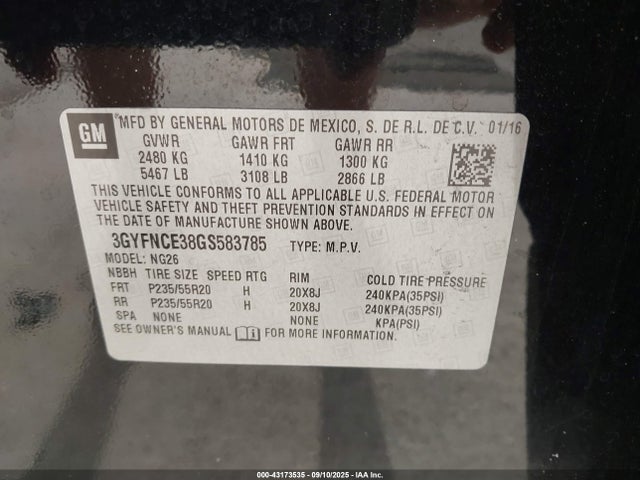 GM MFD BY GENERAL MOTORS DE MEXICO, S. DE R.L. DE C.V. 01/16
GVWR GAWR FRT GAWR RR
2480 KG 1410 KG 1300 KG
5467 LB 3108 LB 2866 LB
THIS VEHICLE CONFORMS TO ALL APPLICABLE U.S. FEDERAL MOTOR
VEHICLE SAFETY AND THEFT PREVENTION STANDARDS IN EFFECT ON
THE DATE OF MANUFACTURE SHOWN ABOVE.
3GYFNCE38GS583785 TYPE: M.P.V.
MODEL: NG26
NBBH TIRE SIZE SPEED RTG RIM COLD TIRE PRESSURE
FRT P235/55R20 H 20X8J 240KPA(35PSI)
RR P235/55R20 H 20X8J 240KPA(35PSI)
SPA NONE NONE KPA(PSI)
SEE OWNER'S MANUAL FOR MORE INFORMATION.
000-43173535 - 09/10/2025 - IAA Inc.